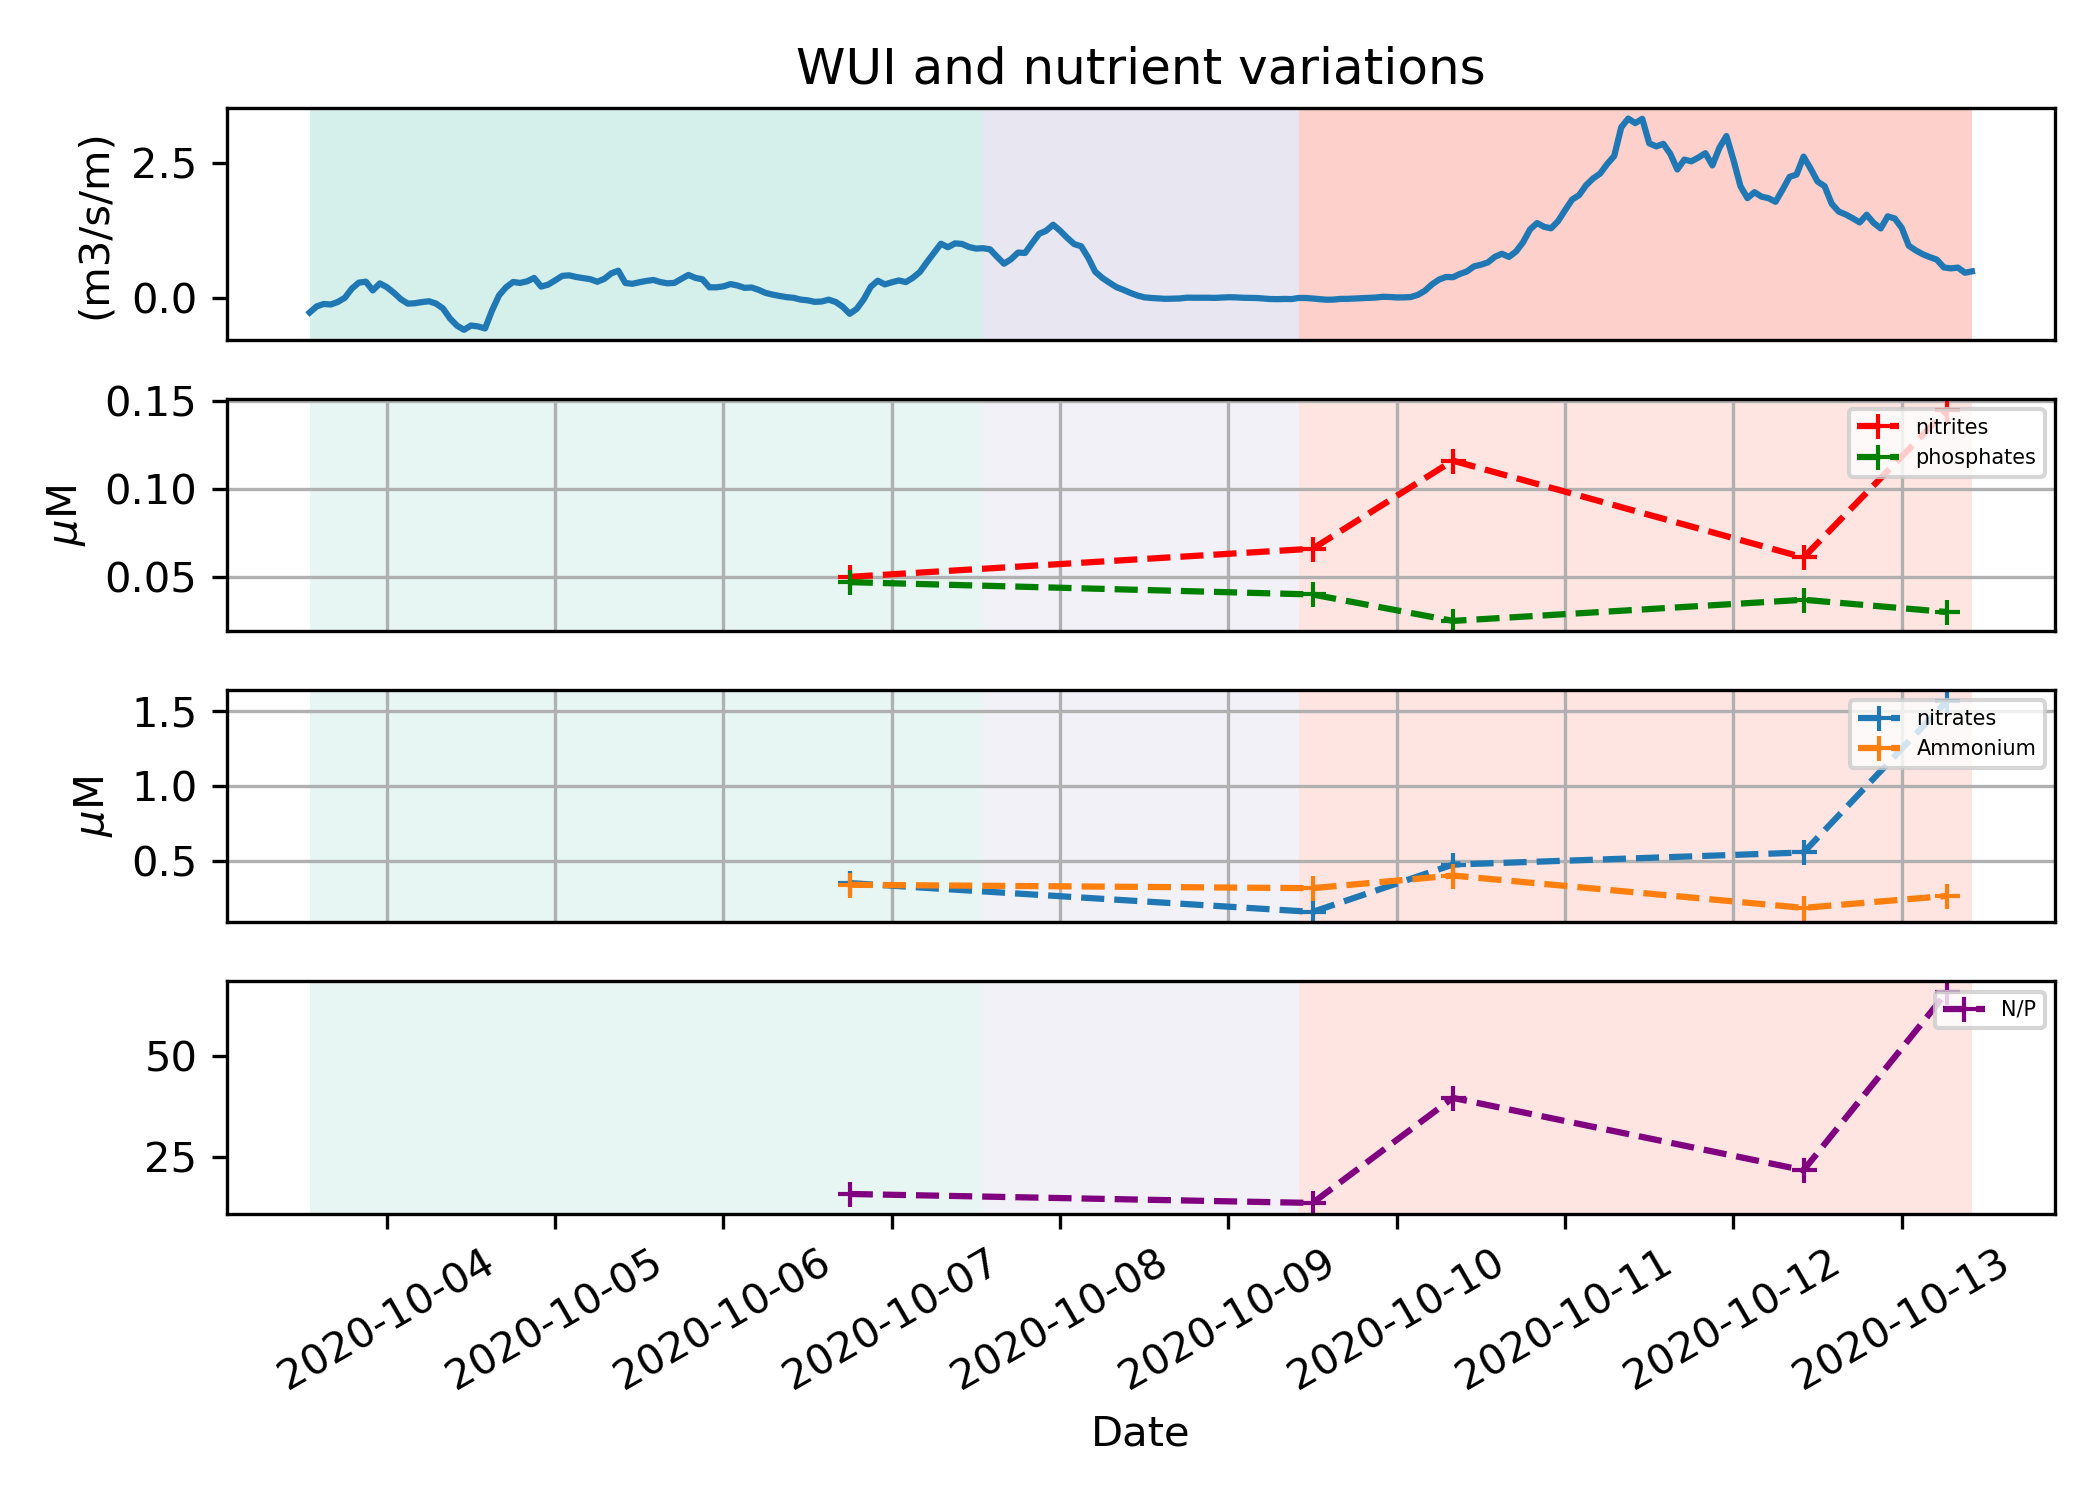 WUI and nutrient variations
(m3/s/m)
2.5
0.0
μM
0.15
0.10
0.05
nitrites
phosphates
μM
1.5
1.0
0.5
nitrates
Ammonium
50
25
N/P
2020-10-04
2020-10-05
2020-10-06
2020-10-07
2020-10-08
2020-10-09
2020-10-10
2020-10-11
2020-10-12
2020-10-13
Date